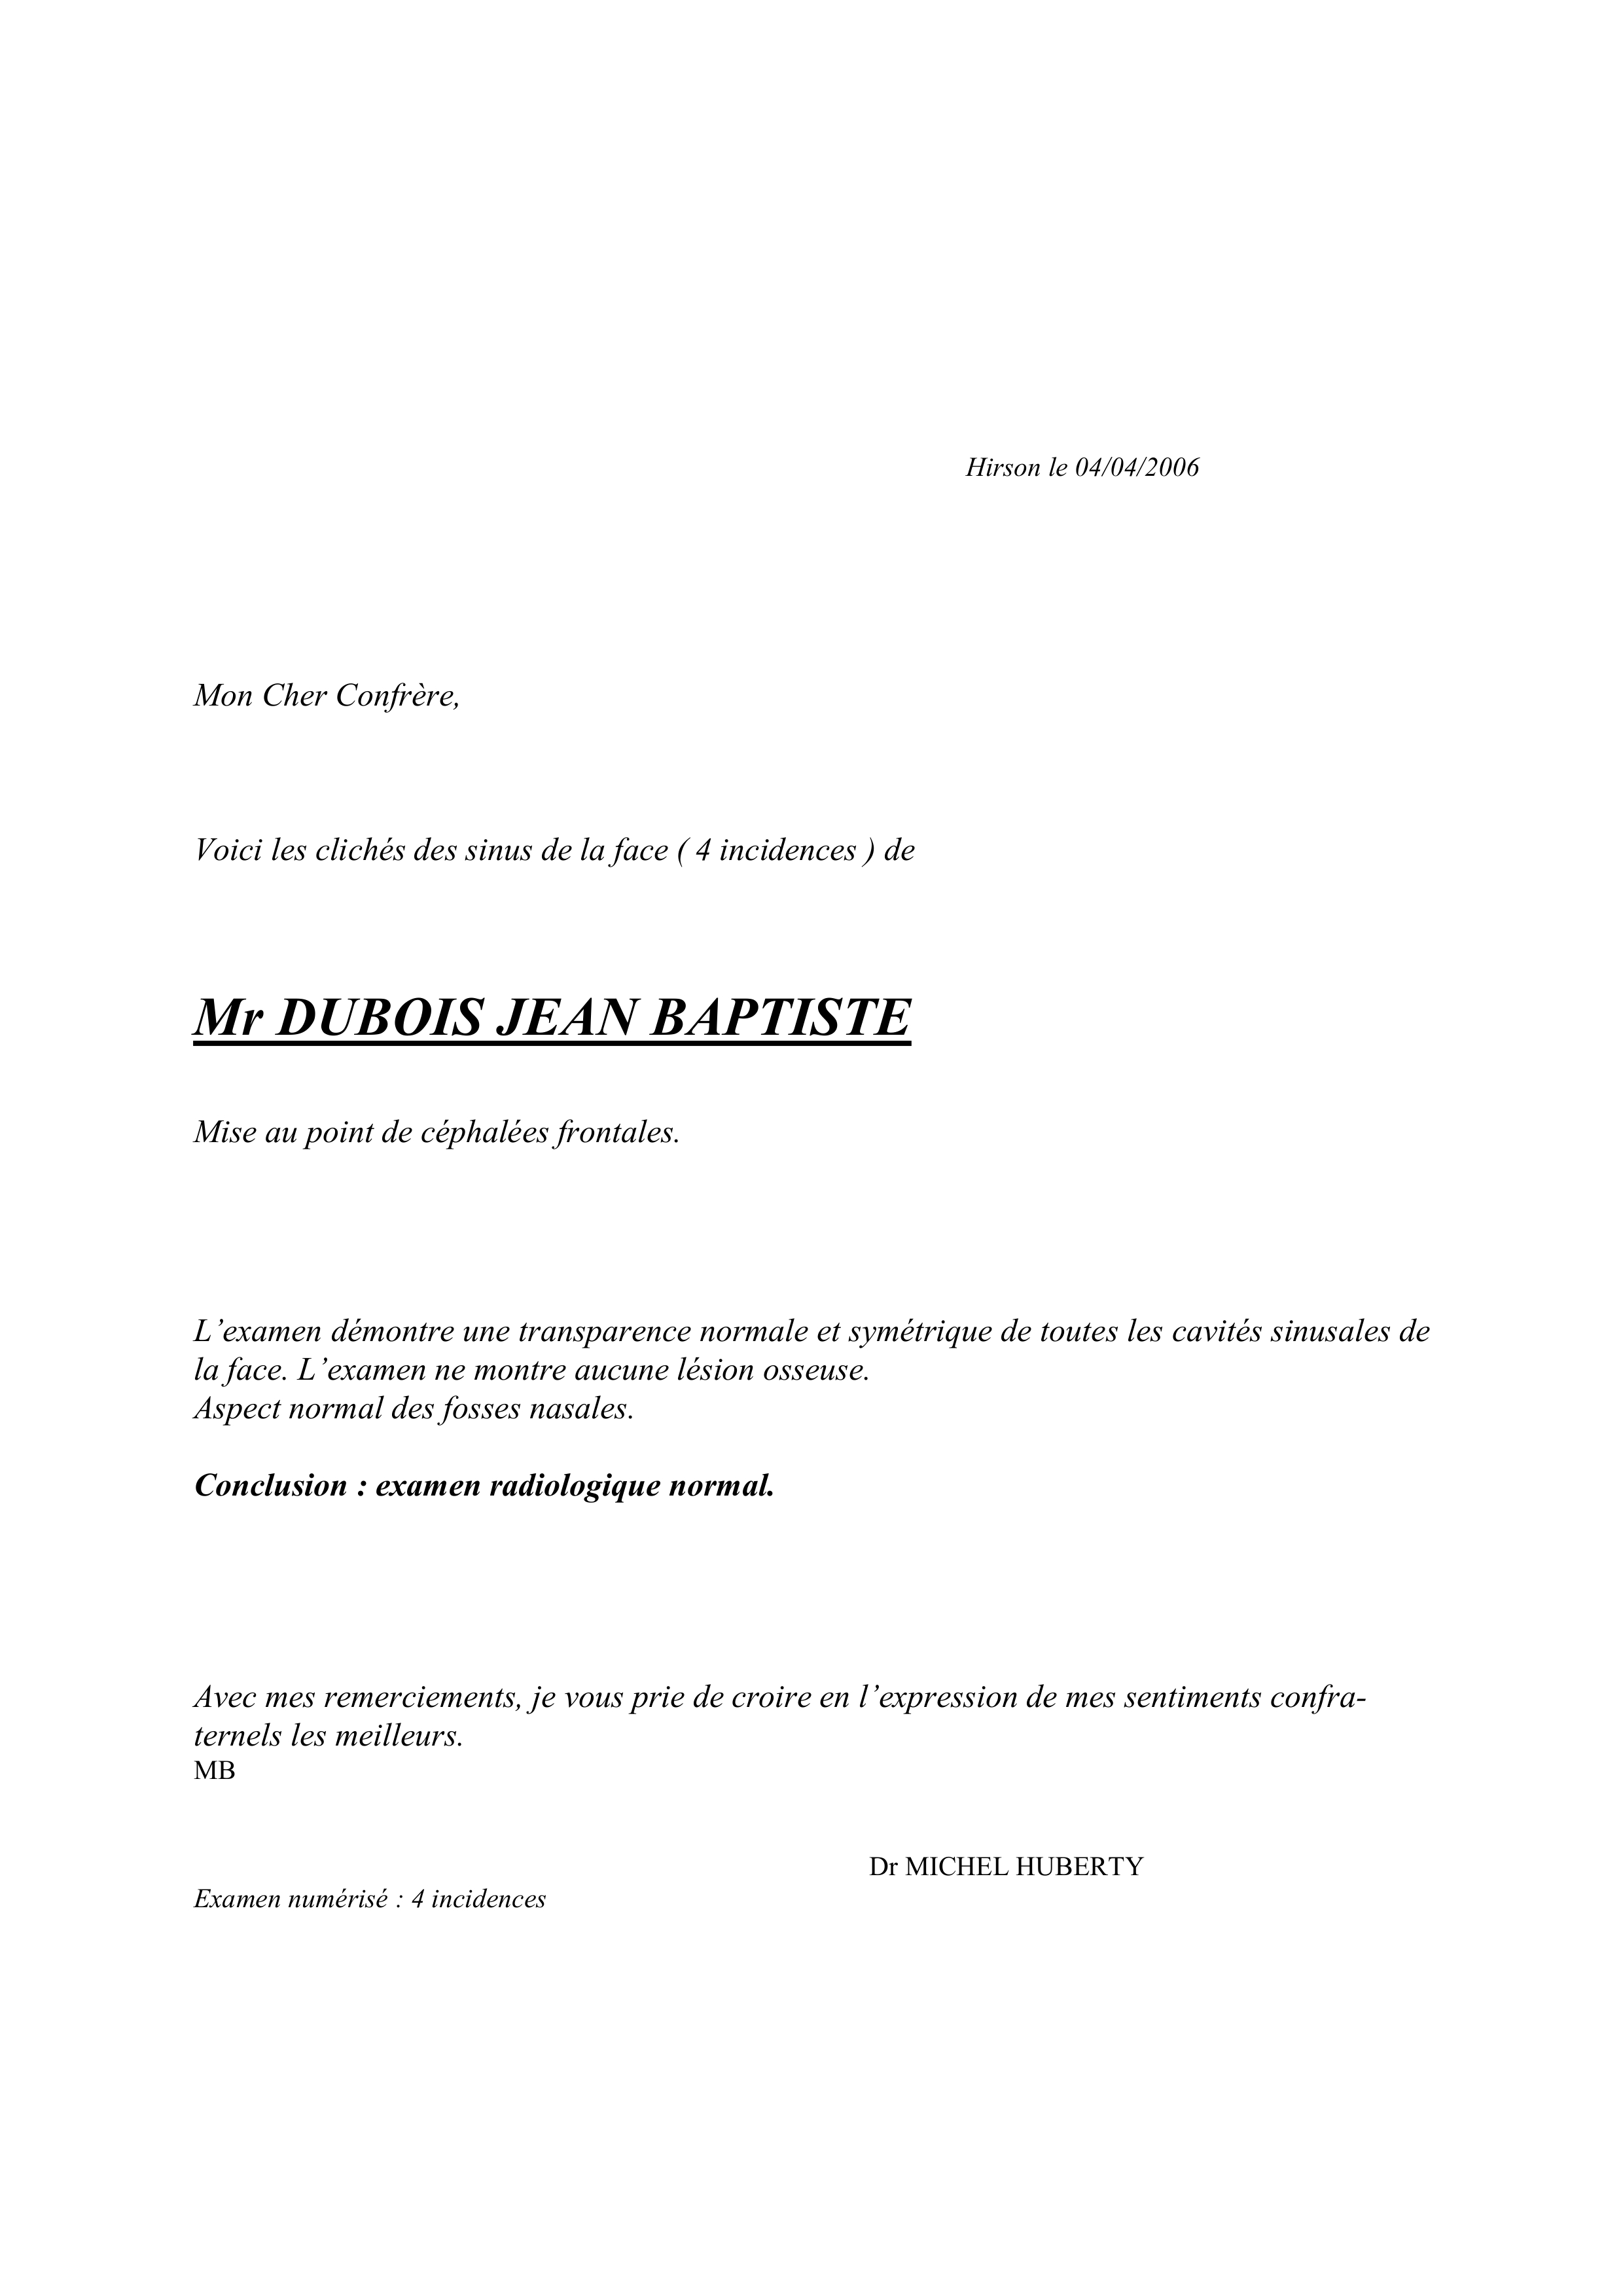 Hirson le 04/04/2006
Mon Cher Confrère,
Voici les clichés des sinus de la face ( 4 incidences ) de
Mr DUBOIS JEAN BAPTISTE
Mise au point de céphalées frontales.
L’examen démontre une transparence normale et symétrique de toutes les cavités sinusales de
la face. L’examen ne montre aucune lésion osseuse.
Aspect normal des fosses nasales.
Conclusion : examen radiologique normal.
Avec mes remerciements, je vous prie de croire en l’expression de mes sentiments confra-
ternels les meilleurs.
MB
Dr MICHEL HUBERTY
Examen numérisé : 4 incidences